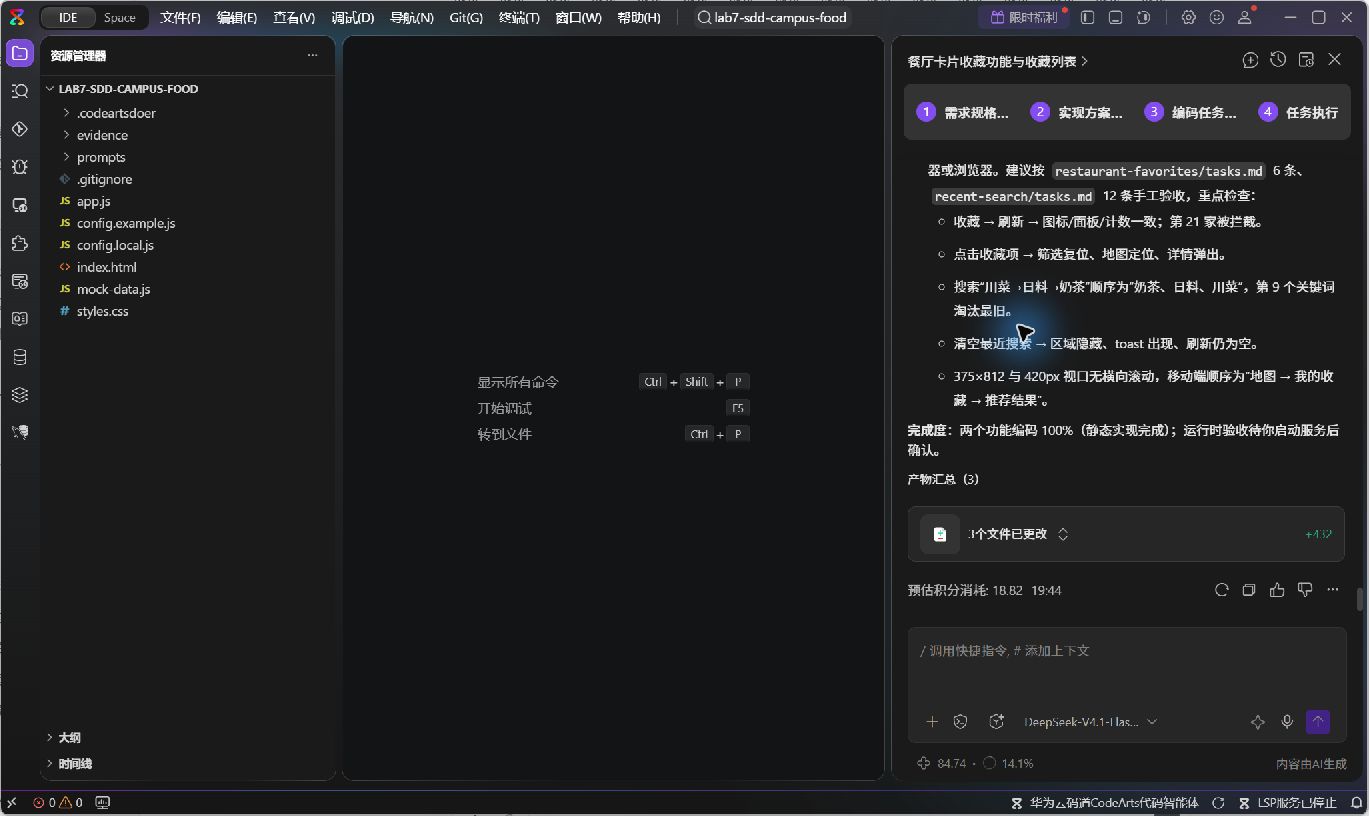 IDE Space 文件(F) 编辑(E) 查看(V) 调试(D) 导航(N) Git(G) 终端(T) 窗口(W) 帮助(H) lab7-sdd-campus-food 限时福利
资源管理器 ···
LAB7-SDD-CAMPUS-FOOD
.codeartsdoer
evidence
prompts
.gitignore
JS app.js
JS config.example.js
JS config.local.js
<> index.html
JS mock-data.js
# styles.css
大纲
时间线
显示所有命令 Ctrl + Shift + P
开始调试 F5
转到文件 Ctrl + P
餐厅卡片收藏功能与收藏列表
1 需求规格... 2 实现方案... 3 编码任务... 4 任务执行
器或浏览器。建议按 restaurant-favorites/tasks.md 6 条、
recent-search/tasks.md 12 条手工验收，重点检查：
收藏 → 刷新 → 图标/面板/计数一致；第 21 家被拦截。
点击收藏项 → 筛选复位、地图定位、详情弹出。
搜索“川菜→日料→奶茶”顺序为“奶茶、日料、川菜”，第 9 个关键词
淘汰最旧。
清空最近搜索 → 区域隐藏、toast 出现、刷新仍为空。
375×812 与 420px 视口无横向滚动，移动端顺序为“地图 → 我的收
藏 → 推荐结果”。
完成度：两个功能编码 100%（静态实现完成）；运行时验收待你启动服务后
确认。
产物汇总（3）
3个文件已更改 +432
预估积分消耗: 18.82 19:44 ···
/ 调用快捷指令, # 添加上下文
DeepSeek-V4.1-Flas...
84.74 · 14.1% 内容由AI生成
0 0 华为云码道CodeArts代码智能体 LSP服务已停止